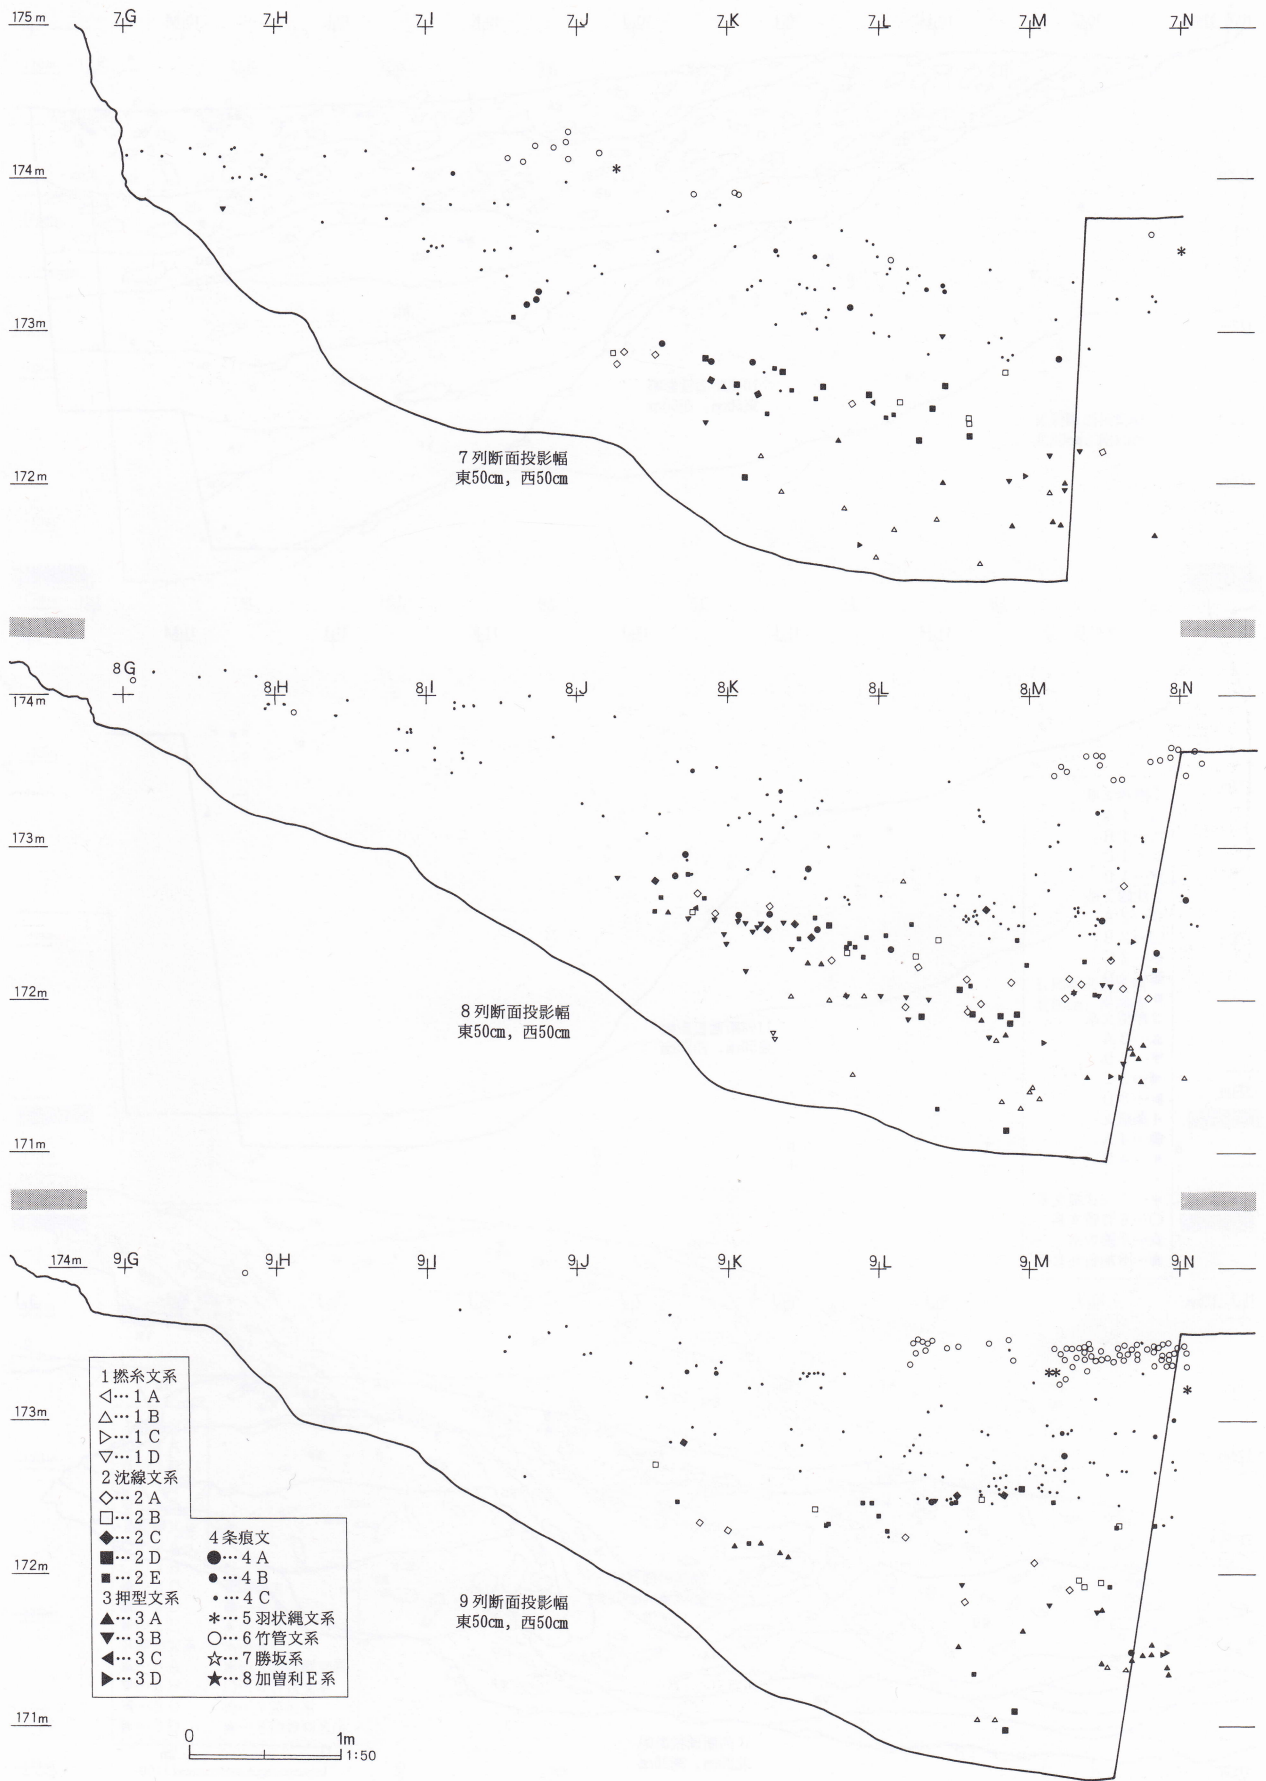 175m 7G 7H 7I 7J 7K 7L 7M 7N
174m
173m
7列断面投影幅
東50cm, 西50cm
172m
8G 8H 8I 8J 8K 8L 8M 8N
174m
173m
172m
8列断面投影幅
東50cm, 西50cm
171m
174m 9G 9H 9I 9J 9K 9L 9M 9N
1撚糸文系
◁…1A
△…1B
▷…1C
▽…1D
2沈線文系
◇…2A
□…2B
◆…2C
■…2D
■…2E
3押型文系
▲…3A
▼…3B
◀…3C
▶…3D
4条痕文
●…4A
●…4B
•…4C
*…5羽状縄文系
○…6竹管文系
☆…7勝坂系
★…8加曽利E系
173m
172m
9列断面投影幅
東50cm, 西50cm
171m
0 1m
1:50